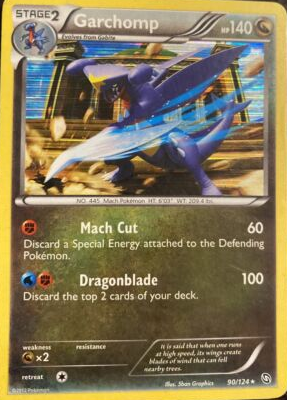 STAGE2
Garchomp
HP140
Evolves from Gabite
NO. 445 Mach Pokémon HT. 6'03" WT. 209.4 lbs.
Mach Cut 60
Discard a Special Energy attached to the Defending
Pokémon.
Dragonblade 100
Discard the top 2 cards of your deck.
weakness resistance
×2
retreat
It is said that when one runs
at high speed, its wings create
blades of wind that can fell
nearby trees.
Illus. 5ban Graphics 90/124 ★